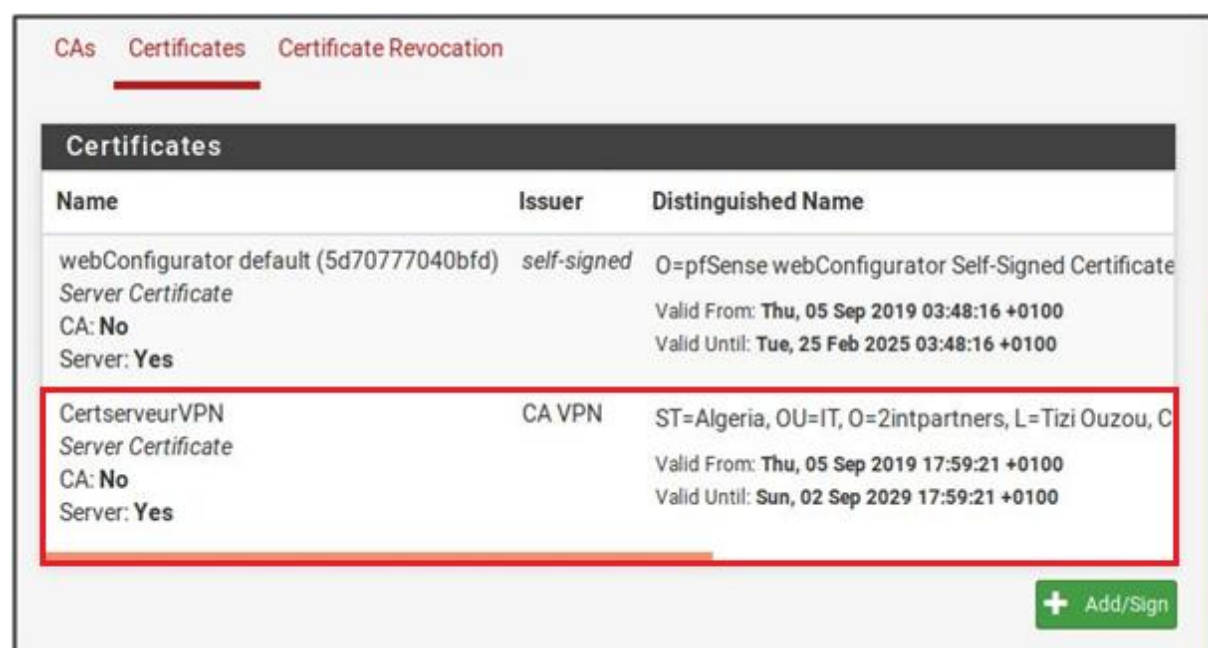 CAs Certificates Certificate Revocation
Certificates
Name Issuer Distinguished Name
webConfigurator default (5d70777040bfd) self-signed O=pfSense webConfigurator Self-Signed Certificate
Server Certificate
CA: No
Server: Yes
Valid From: Thu, 05 Sep 2019 03:48:16 +0100
Valid Until: Tue, 25 Feb 2025 03:48:16 +0100
CertserveurVPN CA VPN ST=Algeria, OU=IT, O=2intpartners, L=Tizi Ouzou, C
Server Certificate
CA: No
Server: Yes
Valid From: Thu, 05 Sep 2019 17:59:21 +0100
Valid Until: Sun, 02 Sep 2029 17:59:21 +0100
Add/Sign